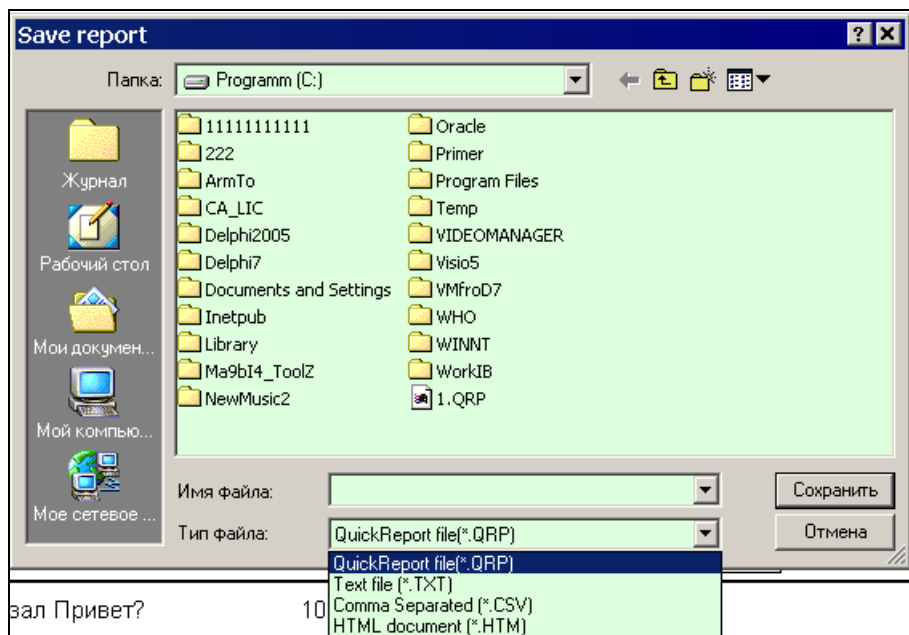 Save report
Папка: Programm (C:)
Журнал
Рабочий стол
Мои докумен...
Мой компью...
Мое сетевое ...
11111111111
222
ArmTo
CA_LIC
Delphi2005
Delphi7
Documents and Settings
Inetpub
Library
Ma9bI4_ToolZ
NewMusic2
Oracle
Primer
Program Files
Temp
VIDEOMANAGER
Visio5
VMfroD7
WHO
WINNT
WorkIB
1.QRP
Имя файла:
Сохранить
Тип файла: QuickReport file(*.QRP)
Отмена
QuickReport file(*.QRP)
Text file (*.TXT)
Comma Separated (*.CSV)
HTML document (*.HTM)
зал Привет? 10